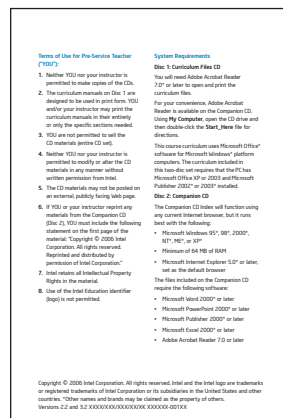 Terms of Use for Pre-Service Teacher
("YOU"):
1. Neither YOU nor your instructor is
permitted to make copies of the CDs.
2. The curriculum manuals on Disc 1 are
designed to be used in print form. YOU
and/or your instructor may print the
curriculum manuals in their entirety
or only the specific sections needed.
3. YOU are not permitted to sell the
CD materials (entire CD set).
4. Neither YOU nor your instructor is
permitted to modify or alter the CD
materials in any manner without
written permission from Intel.
5. The CD materials may not be posted on
an external, publicly facing Web page.
6. If YOU or your instructor reprint any
materials from the Companion CD
(Disc 2), YOU must include the following
statement on the first page of the
material: "Copyright © 2006 Intel
Corporation. All rights reserved.
Reprinted and distributed by
permission of Intel Corporation."
7. Intel retains all Intellectual Property
Rights in the material.
8. Use of the Intel Education identifier
(logo) is not permitted.
System Requirements
Disc 1: Curriculum Files CD
You will need Adobe Acrobat Reader
7.0* or later to open and print the
curriculum files.
For your convenience, Adobe Acrobat
Reader is available on the Companion CD.
Using My Computer, open the CD drive and
then double-click the Start_Here file for
directions.
This course curriculum uses Microsoft Office*
software for Microsoft Windows* platform
computers. The curriculum included in
this two-disc set requires that the PC has
Microsoft Office XP or 2003 and Microsoft
Publisher 2002* or 2003* installed.
Disc 2: Companion CD
The Companion CD Index will function using
any current Internet browser, but it runs
best with the following:
• Microsoft Windows 95*, 98*, 2000*,
NT*, ME*, or XP*
• Minimum of 64 MB of RAM
• Microsoft Internet Explorer 5.0* or later,
set as the default browser
The files included on the Companion CD
require the following software:
• Microsoft Word 2000* or later
• Microsoft PowerPoint 2000* or later
• Microsoft Publisher 2000* or later
• Microsoft Excel 2000* or later
• Adobe Acrobat Reader 7.0 or later
Copyright © 2006 Intel Corporation. All rights reserved. Intel and the Intel logo are trademarks
or registered trademarks of Intel Corporation or its subsidiaries in the United States and other
countries. *Other names and brands may be claimed as the property of others.
Versions 2.2 and 3.2 XXXX/XXX/XXX/XX/XX XXXXXX-001XX